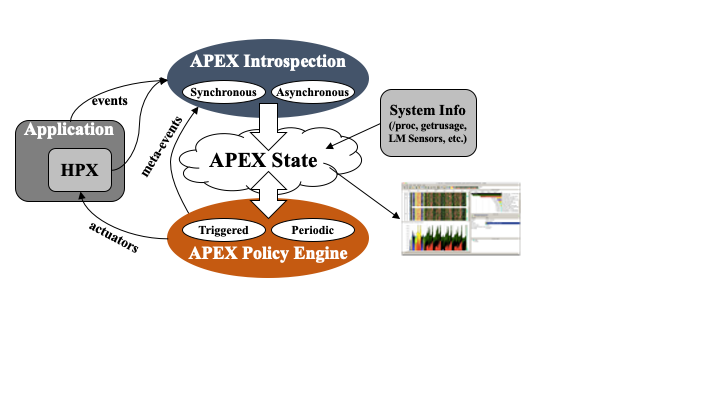 APEX Introspection
Synchronous
Asynchronous
events
Application
HPX
meta-events
System Info
(/proc, getrusage,
LM Sensors, etc.)
APEX State
actuators
Triggered
Periodic
APEX Policy Engine